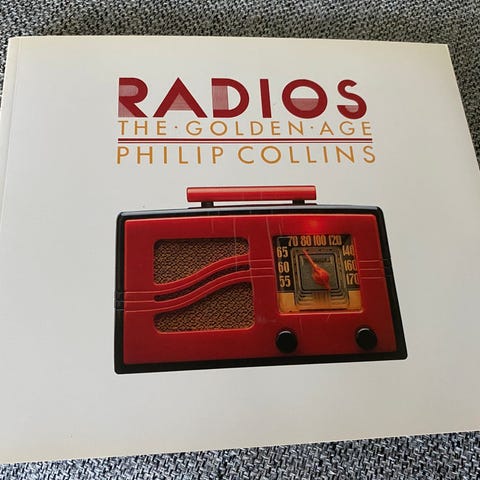 RADIOS
THE·GOLDEN·AGE
PHILIP COLLINS
70 80 100 120
65 140
60 160
55 170